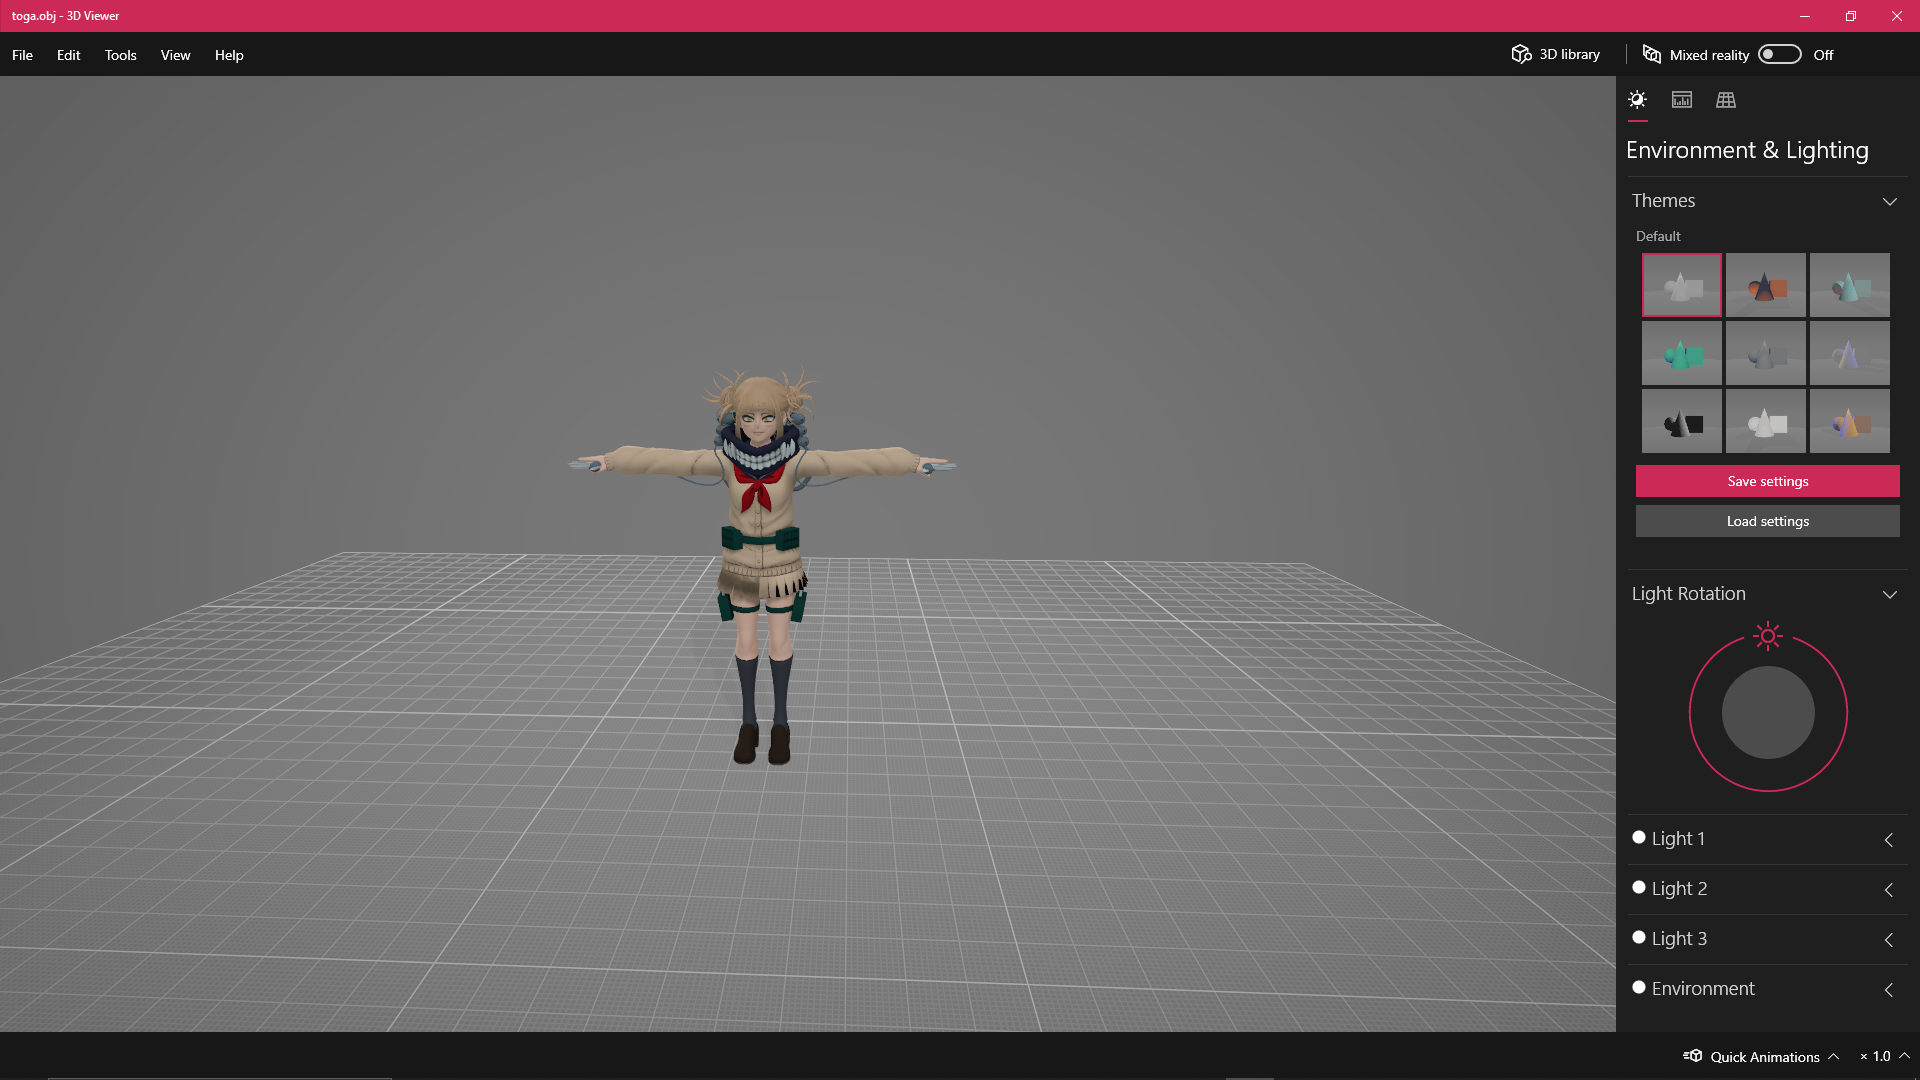 toga.obj - 3D Viewer
File Edit Tools View Help
3D library
Mixed reality Off
Environment & Lighting
Themes
Default
Save settings
Load settings
Light Rotation
Light 1
Light 2
Light 3
Environment
Quick Animations × 1.0